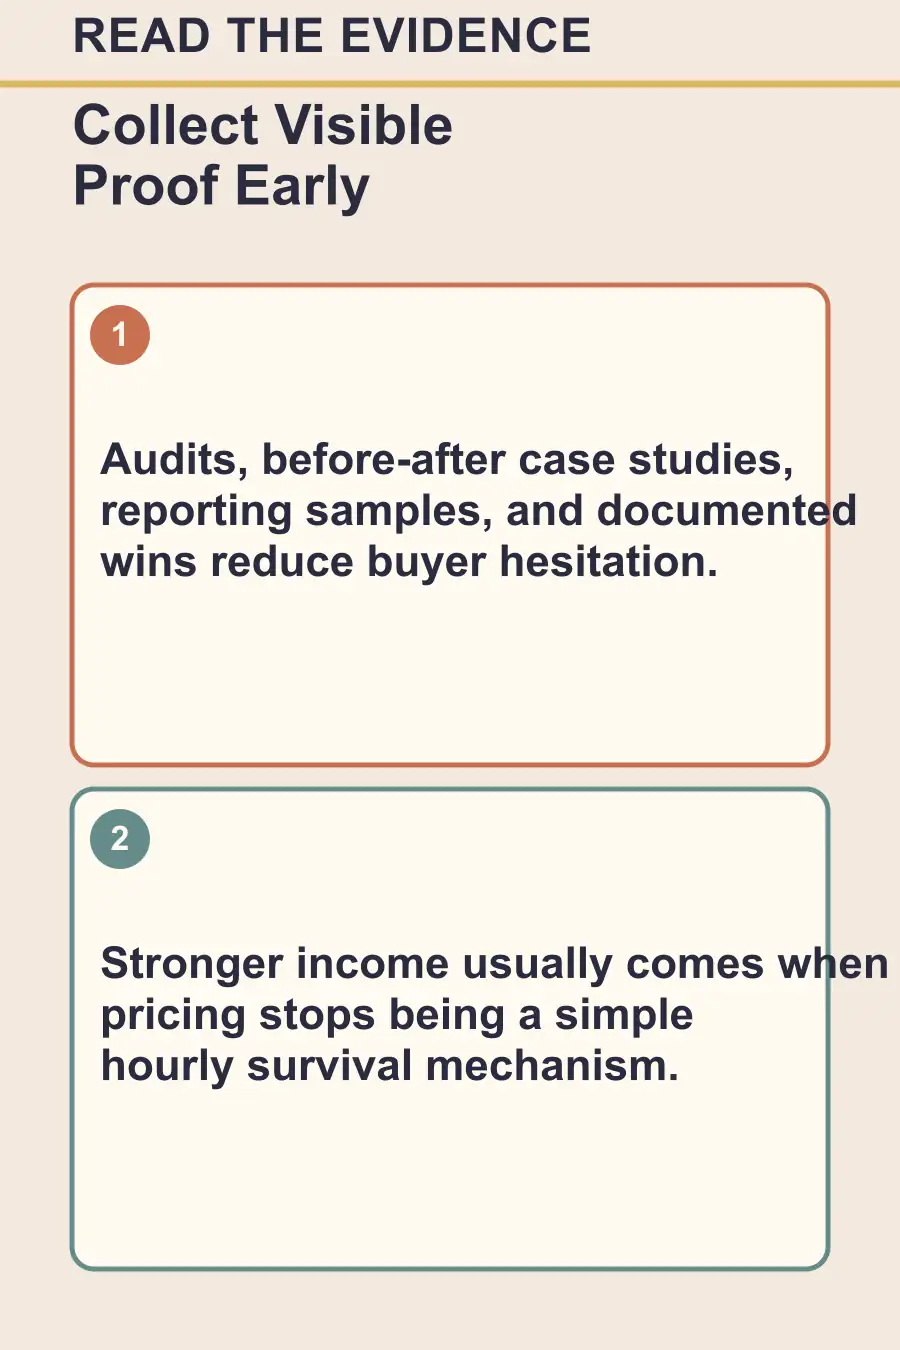 READ THE EVIDENCE
Collect Visible
Proof Early
1
Audits, before-after case studies,
reporting samples, and documented
wins reduce buyer hesitation.
2
Stronger income usually comes when
pricing stops being a simple
hourly survival mechanism.